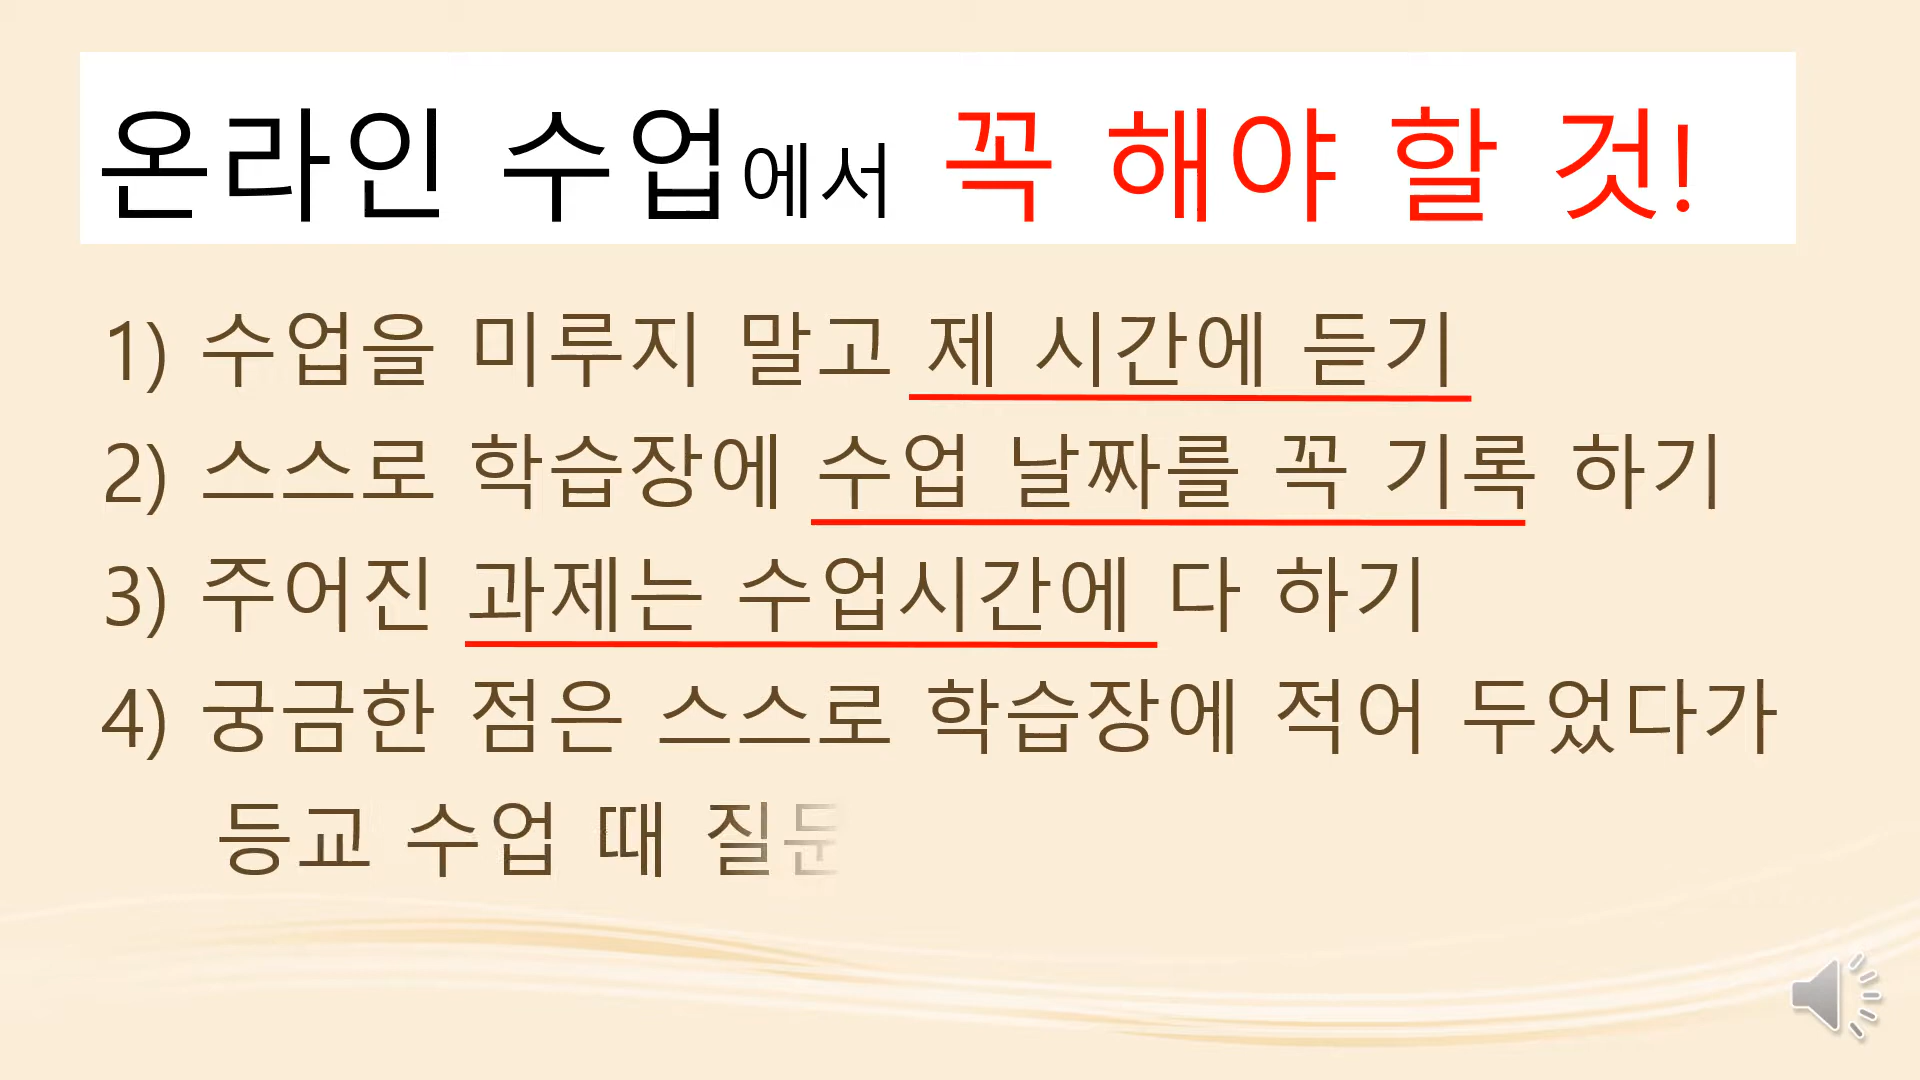 온라인 수업에서 꼭 해야 할 것!
1) 수업을 미루지 말고 제 시간에 듣기
2) 스스로 학습장에 수업 날짜를 꼭 기록 하기
3) 주어진 과제는 수업시간에 다 하기
4) 궁금한 점은 스스로 학습장에 적어 두었다가
등교 수업 때